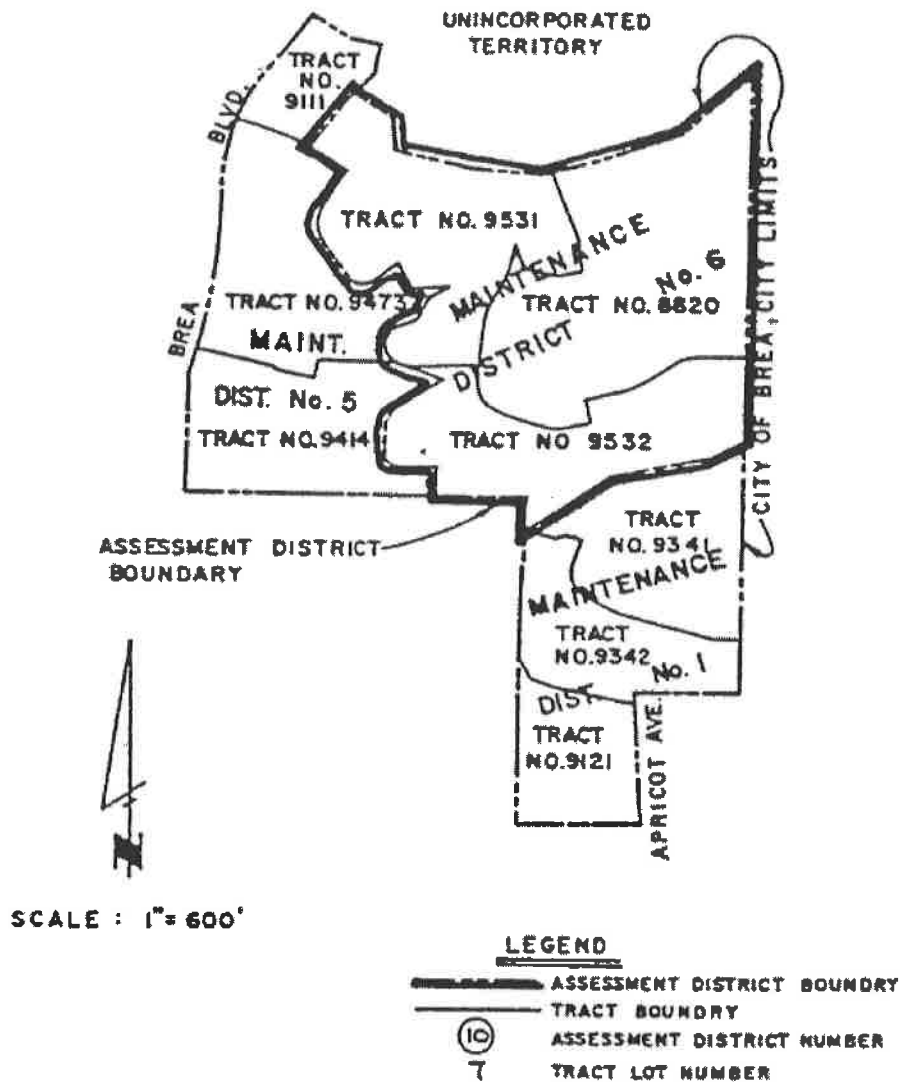 UNINCORPORATED
TERRITORY
TRACT
NO.
9111
BLVD.
BREA
TRACT NO. 9531
MAINTENANCE
DISTRICT
No. 6
TRACT NO. 8820
TRACT NO. 9473
MAINT.
DIST. No. 5
TRACT NO. 9414
TRACT NO 9532
CITY OF BREA, CITY LIMITS
ASSESSMENT DISTRICT
BOUNDARY
TRACT
NO. 9341
MAINTENANCE
TRACT
NO. 9342
DIST. No. 1
TRACT
NO. 9121
APRICOT AVE.
N
SCALE : 1"= 600'
LEGEND
ASSESSMENT DISTRICT BOUNDRY
TRACT BOUNDRY
10 ASSESSMENT DISTRICT NUMBER
7 TRACT LOT NUMBER